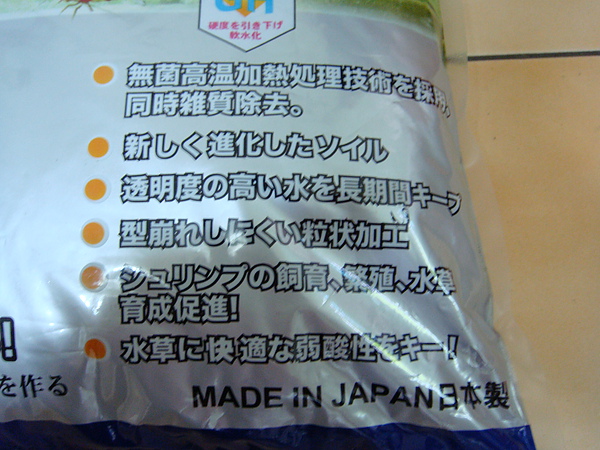 硬度を引き下げ
軟水化
無菌高温加熱処理技術を採用。
同時雑質除去。
新しく進化したソイル
透明度の高い水を長期間キープ
型崩れしにくい粒状加工
シュリンプの飼育、繁殖、水草
育成促進!
水草に快適な弱酸性をキー!
を作る
MADE IN JAPAN日本製